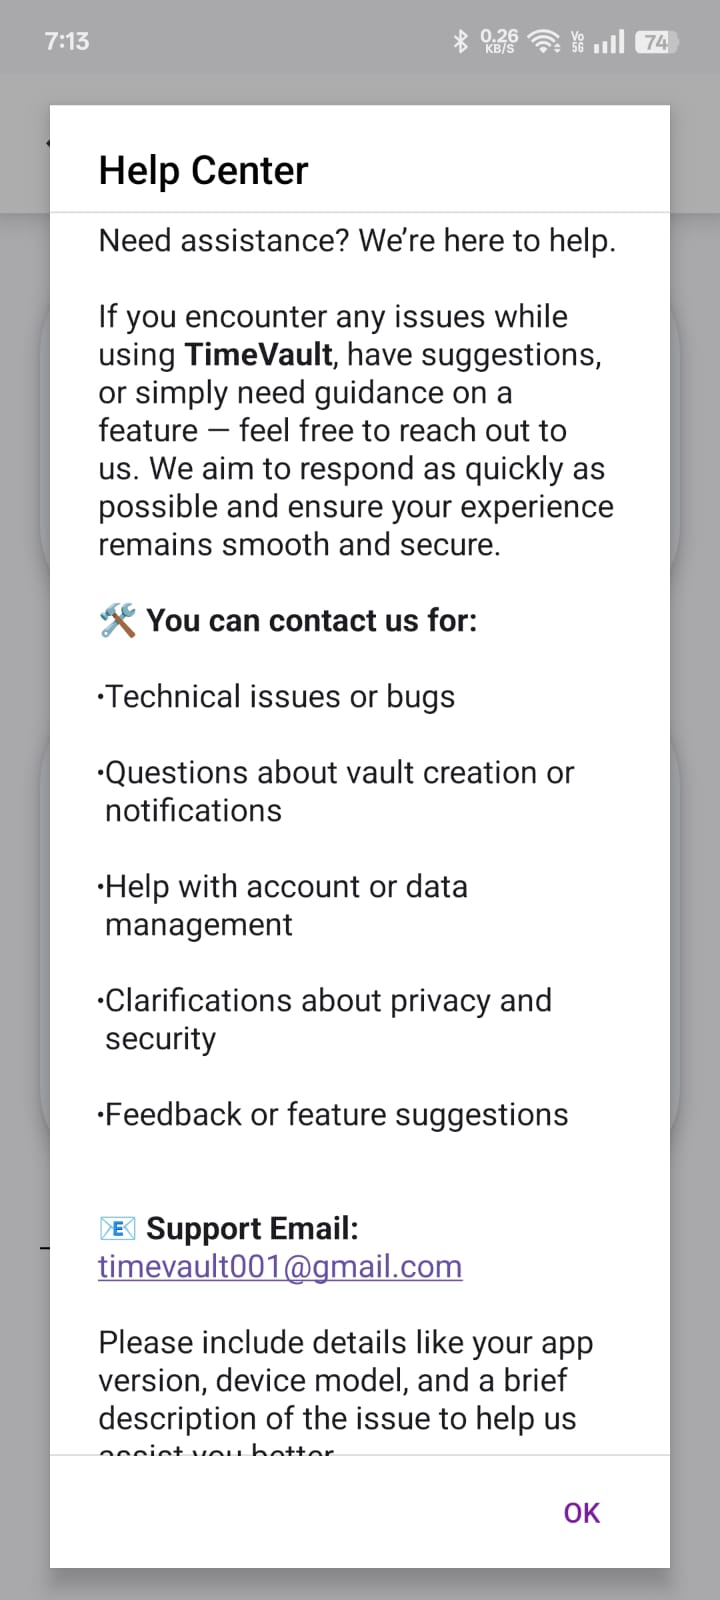 7:13
0.26
KB/S
Vo
5G
74
Help Center
Need assistance? We’re here to help.
If you encounter any issues while
using TimeVault, have suggestions,
or simply need guidance on a
feature — feel free to reach out to
us. We aim to respond as quickly as
possible and ensure your experience
remains smooth and secure.
🛠️ You can contact us for:
•Technical issues or bugs
•Questions about vault creation or
notifications
•Help with account or data
management
•Clarifications about privacy and
security
•Feedback or feature suggestions
📧 Support Email:
timevault001@gmail.com
Please include details like your app
version, device model, and a brief
description of the issue to help us
assist you better
OK